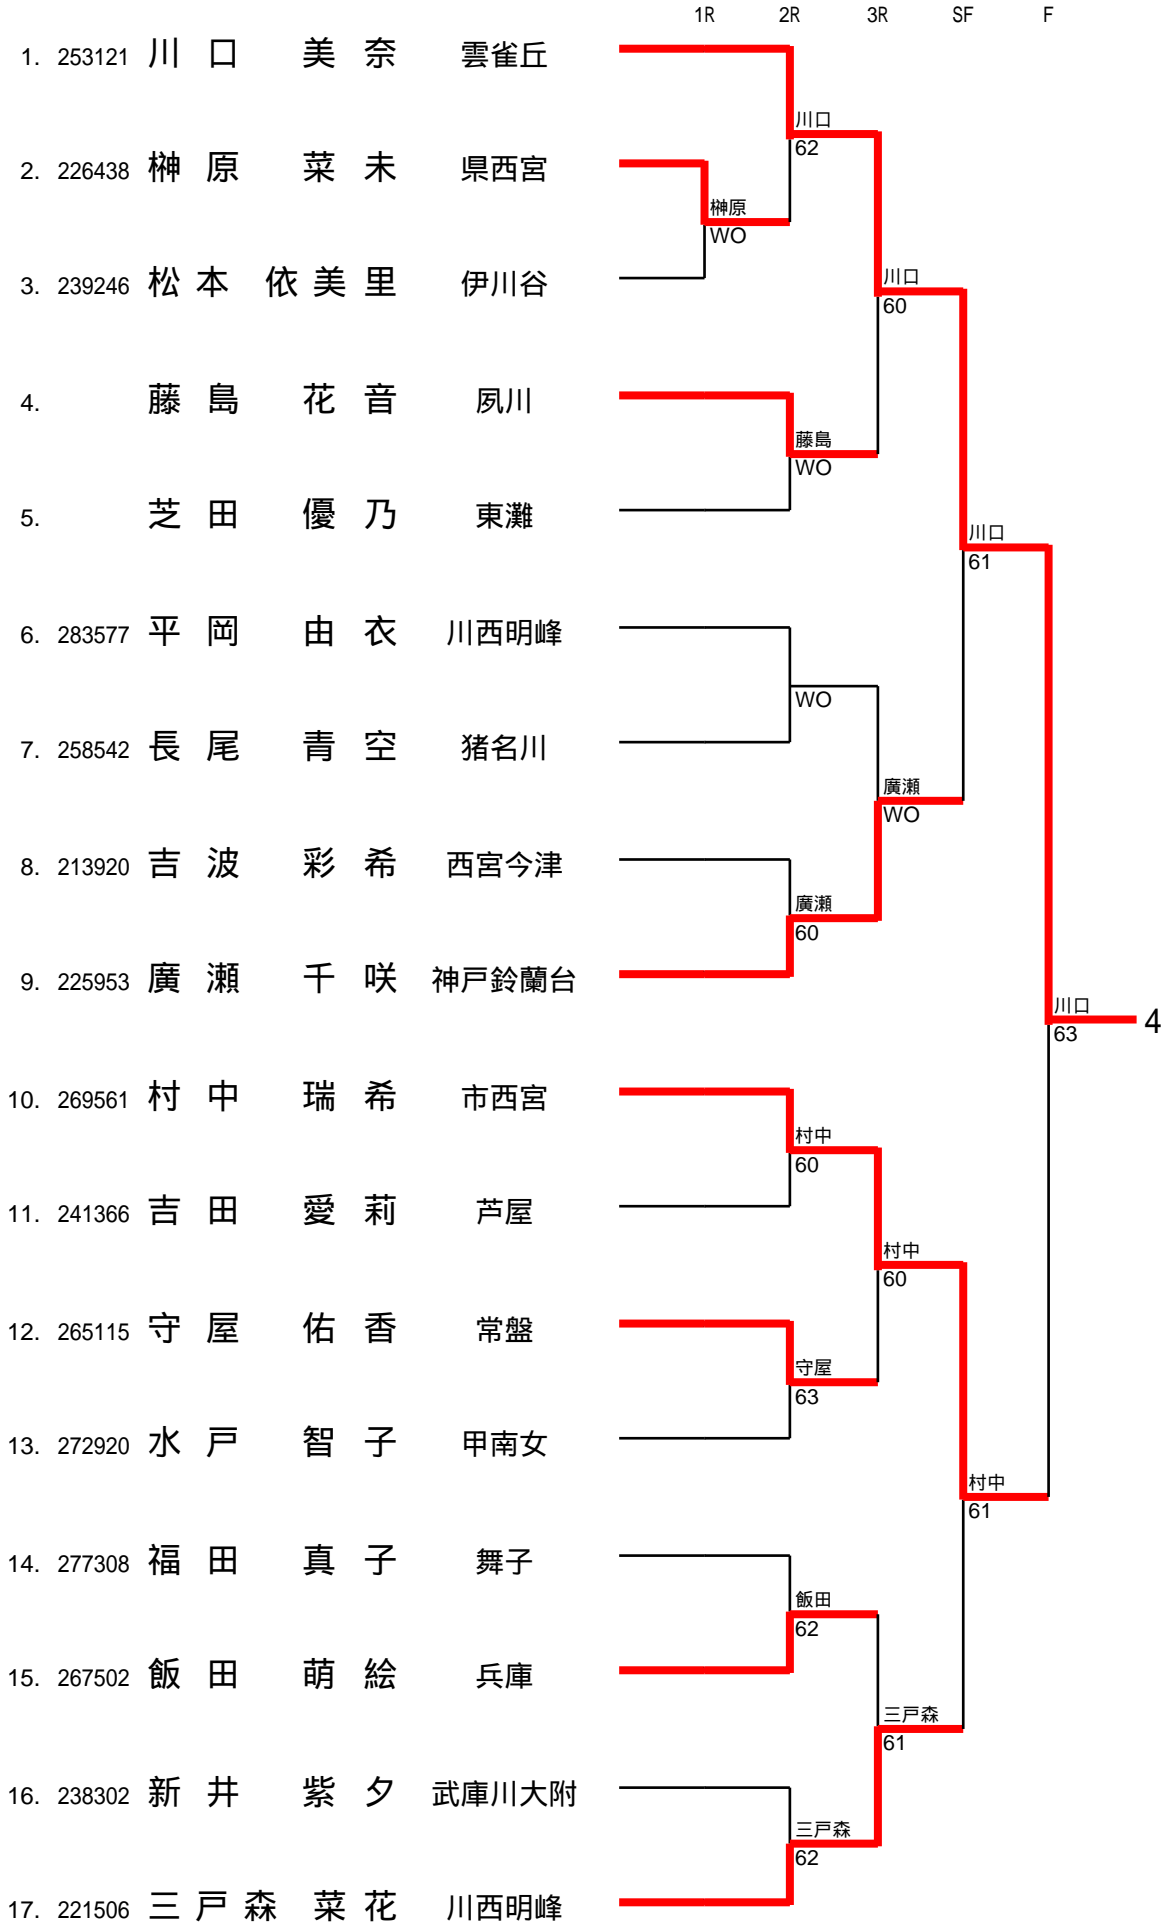 1R 2R 3R SF F
1. 253121 川口 美奈 雲雀丘
川口
62
2. 226438 榊原 菜未 県西宮
榊原
WO
3. 239246 松本 依美里 伊川谷
川口
60
4. 藤島 花音 夙川
藤島
WO
5. 芝田 優乃 東灘
川口
61
6. 283577 平岡 由衣 川西明峰
WO
7. 258542 長尾 青空 猪名川
廣瀬
WO
8. 213920 吉波 彩希 西宮今津
廣瀬
60
9. 225953 廣瀬 千咲 神戸鈴蘭台
川口
63
4
10. 269561 村中 瑞希 市西宮
村中
60
11. 241366 吉田 愛莉 芦屋
村中
60
12. 265115 守屋 佑香 常盤
守屋
63
13. 272920 水戸 智子 甲南女
村中
61
14. 277308 福田 真子 舞子
飯田
62
15. 267502 飯田 萌絵 兵庫
三戸森
61
16. 238302 新井 紫夕 武庫川大附
三戸森
62
17. 221506 三戸森 菜花 川西明峰